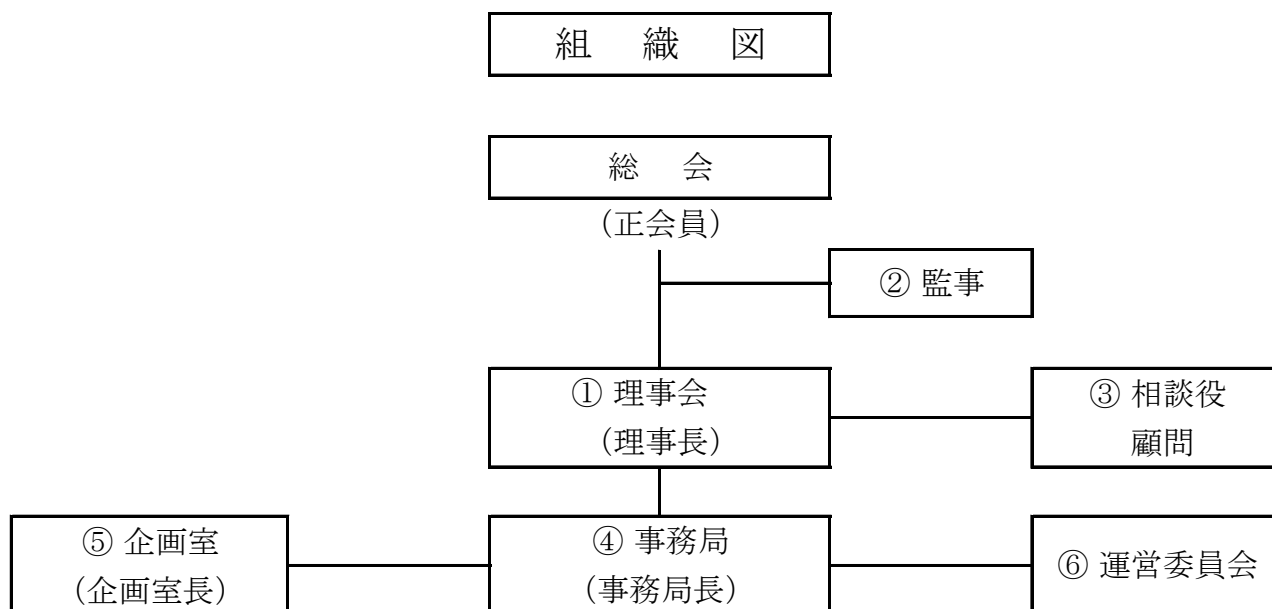 組 織 図
総 会
(正会員)
② 監事
① 理事会
(理事長)
③ 相談役
顧問
⑤ 企画室
(企画室長)
④ 事務局
(事務局長)
⑥ 運営委員会